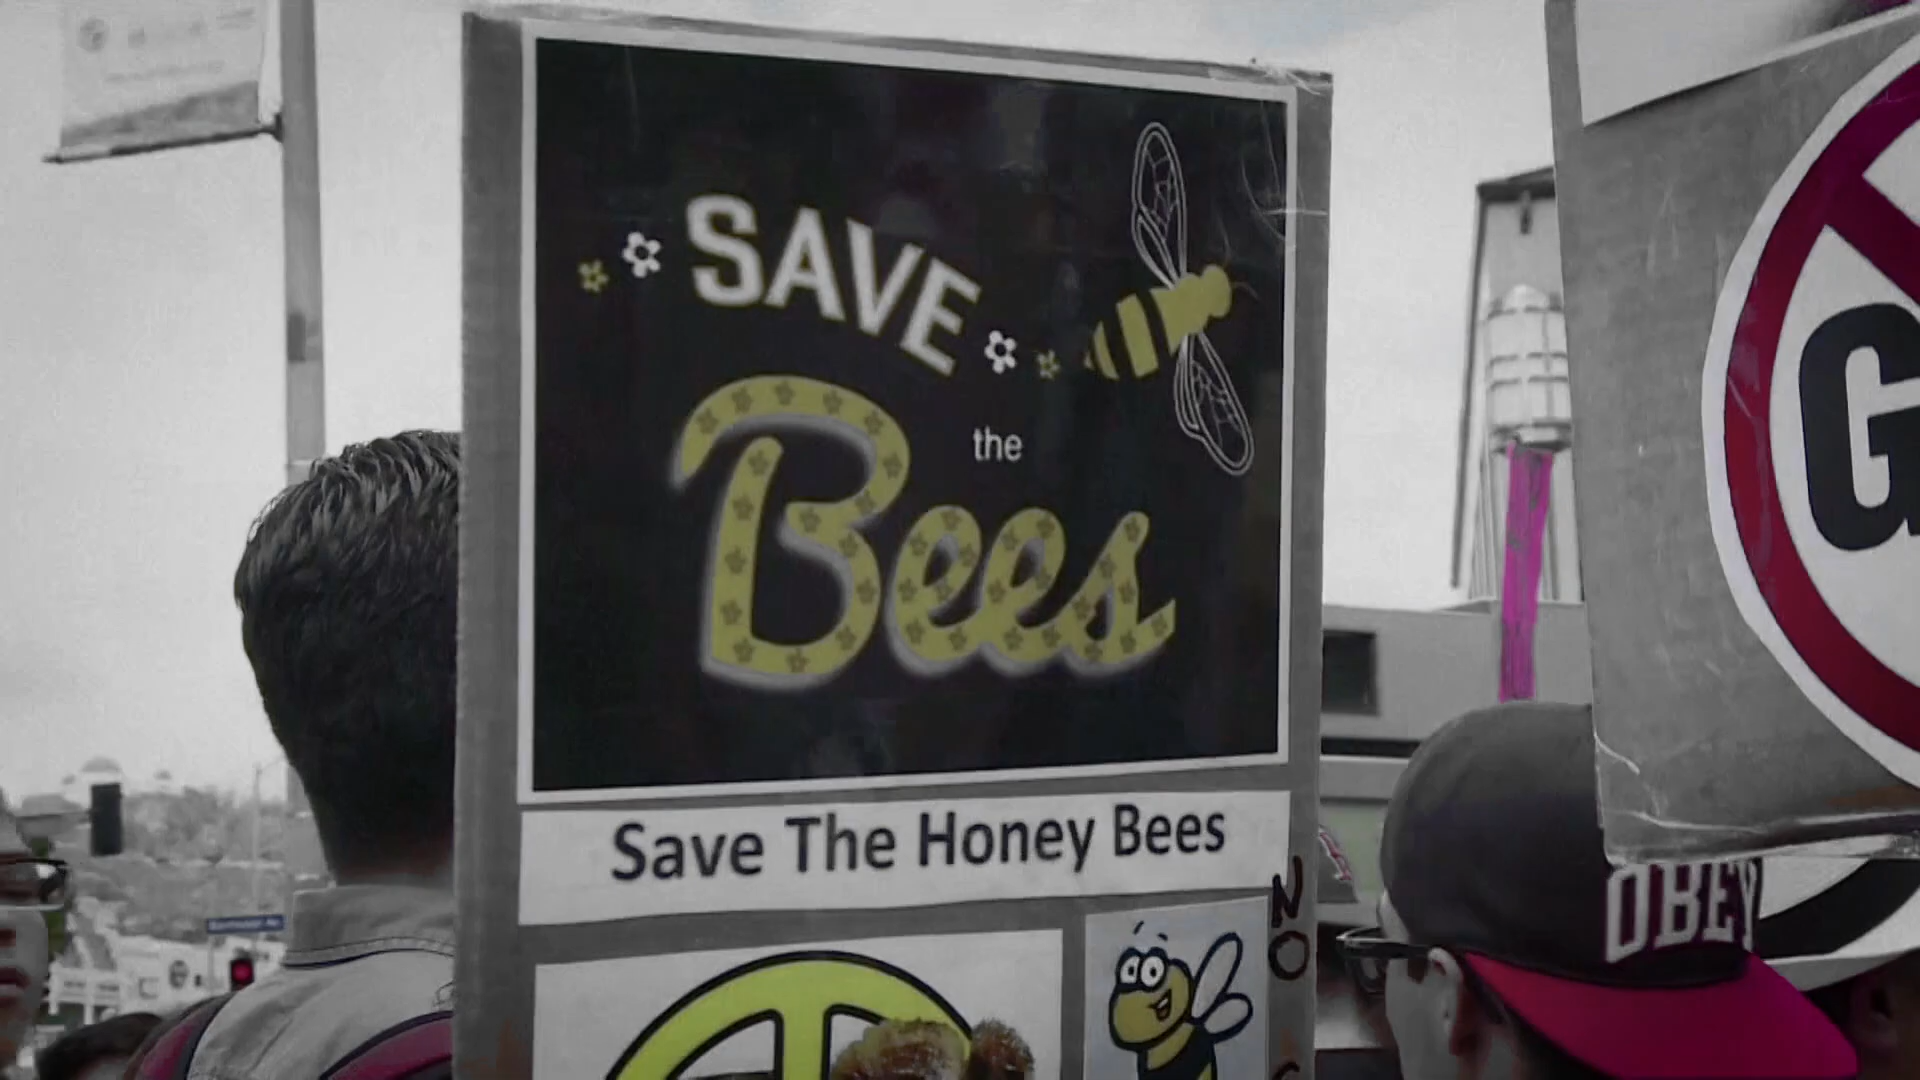 SAVE
the
Bees
Save The Honey Bees
NO
G
OBEY